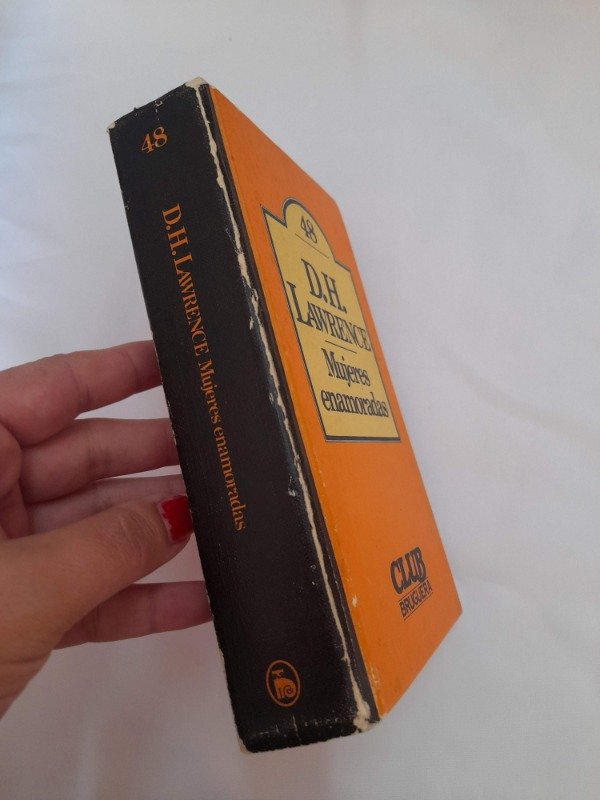 48
D.H. LAWRENCE Mujeres enamoradas
48
D.H.
LAWRENCE
Mujeres
enamoradas
CLUB
BRUGUERA